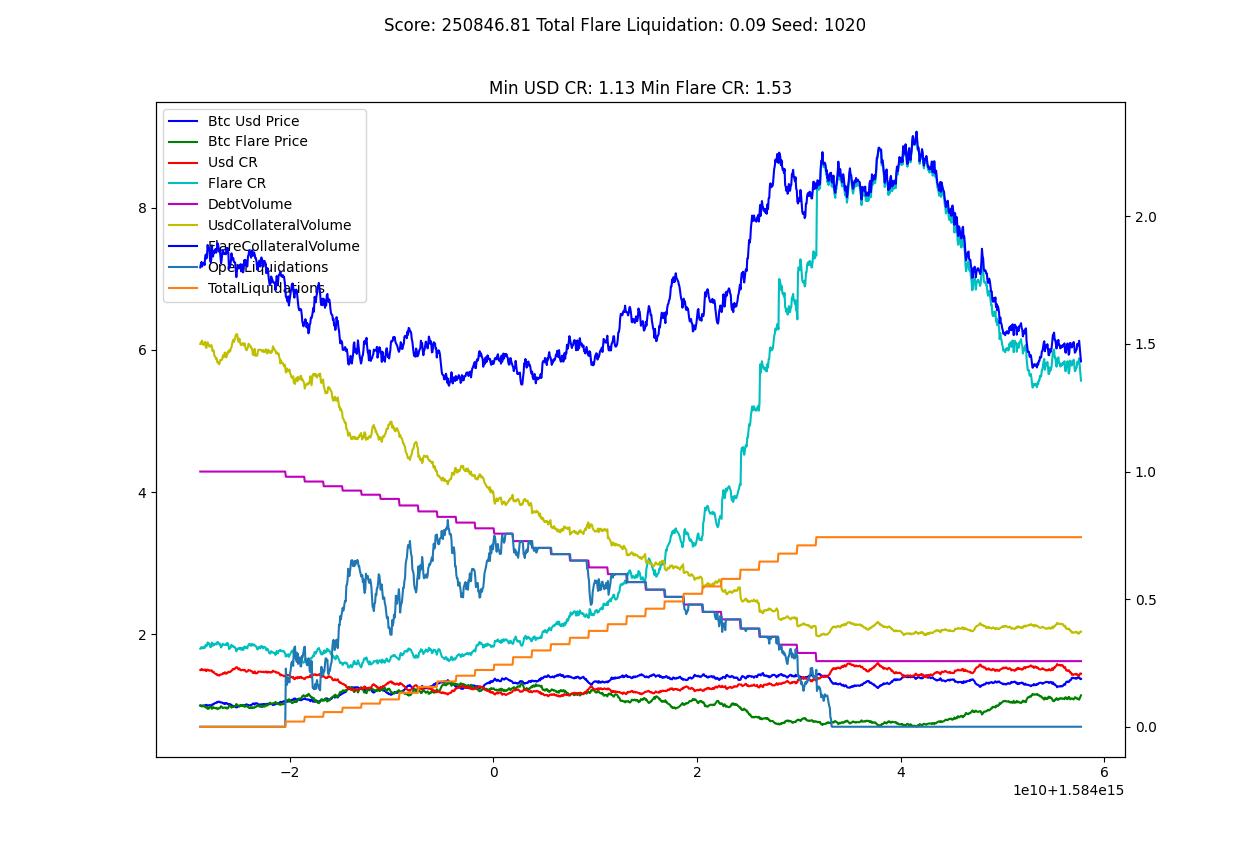 Score: 250846.81 Total Flare Liquidation: 0.09 Seed: 1020
Min USD CR: 1.13 Min Flare CR: 1.53
Btc Usd Price
Btc Flare Price
Usd CR
Flare CR
DebtVolume
UsdCollateralVolume
FlareCollateralVolume
OpenLiquidations
TotalLiquidations
8
6
4
2
2.0
1.5
1.0
0.5
0.0
−2 0 2 4 6
1e10+1.584e15